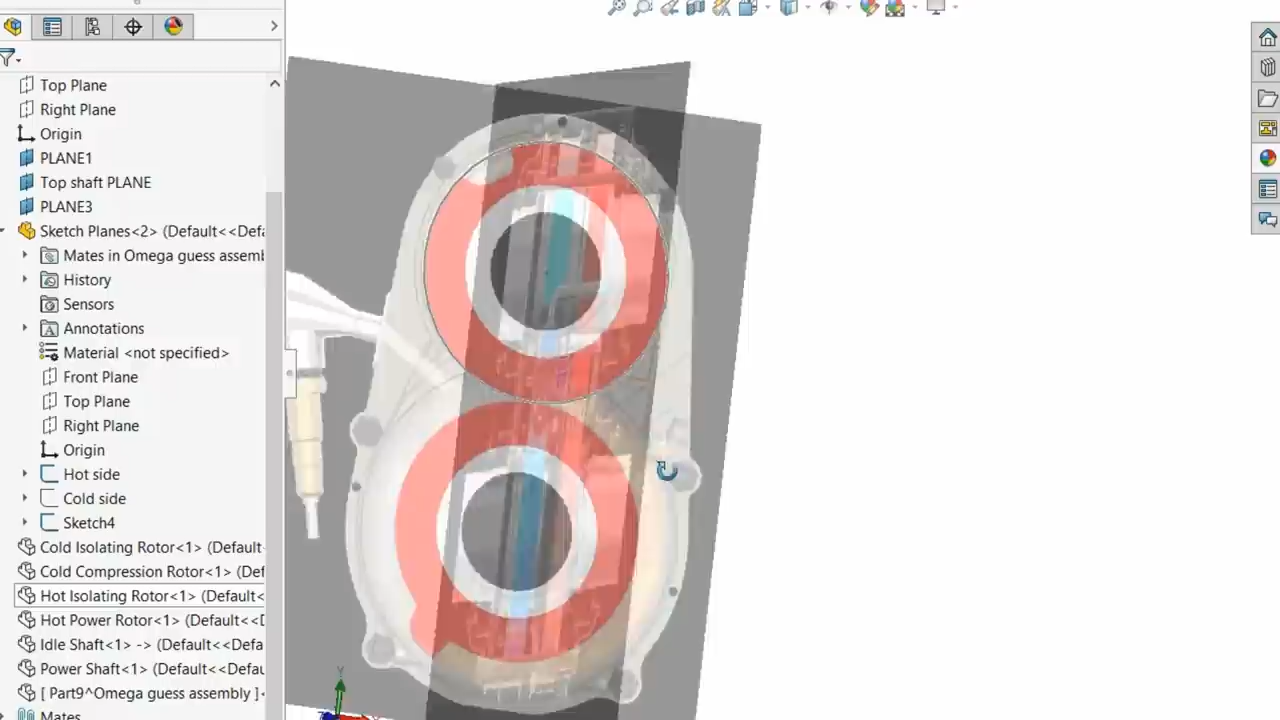 Top Plane
Right Plane
Origin
PLANE1
Top shaft PLANE
PLANE3
Sketch Planes<2> (Default<<Defa
Mates in Omega guess assemb
History
Sensors
Annotations
Material <not specified>
Front Plane
Top Plane
Right Plane
Origin
Hot side
Cold side
Sketch4
Cold Isolating Rotor<1> (Default
Cold Compression Rotor<1> (Def
Hot Isolating Rotor<1> (Default<
Hot Power Rotor<1> (Default<<D
Idle Shaft<1> -> (Default<<Defa
Power Shaft<1> (Default<<Defau
[ Part9^Omega guess assembly ]<
Mates
Y